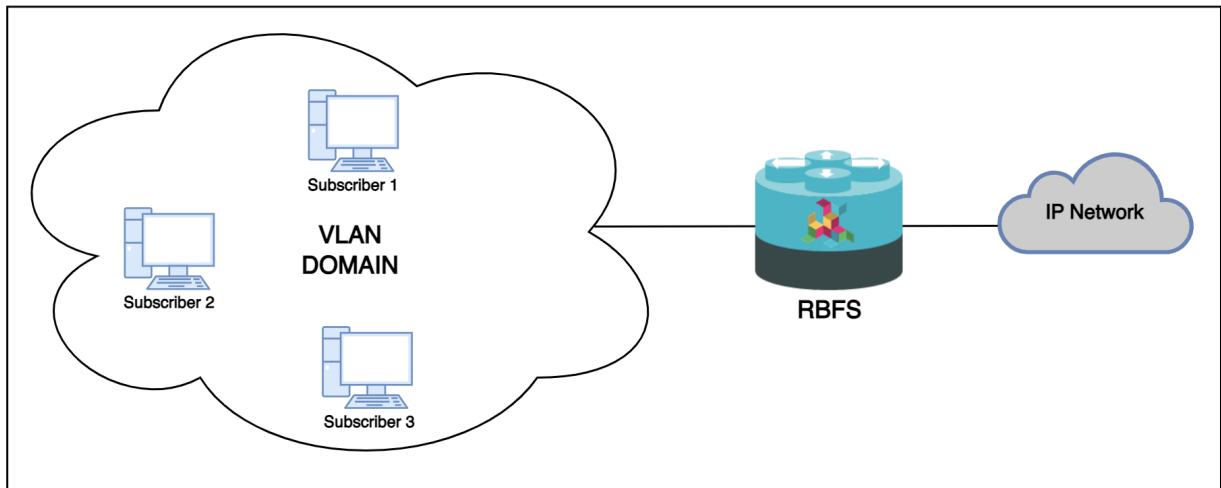 Subscriber 1
VLAN
DOMAIN
Subscriber 2
Subscriber 3
RBFS
IP Network